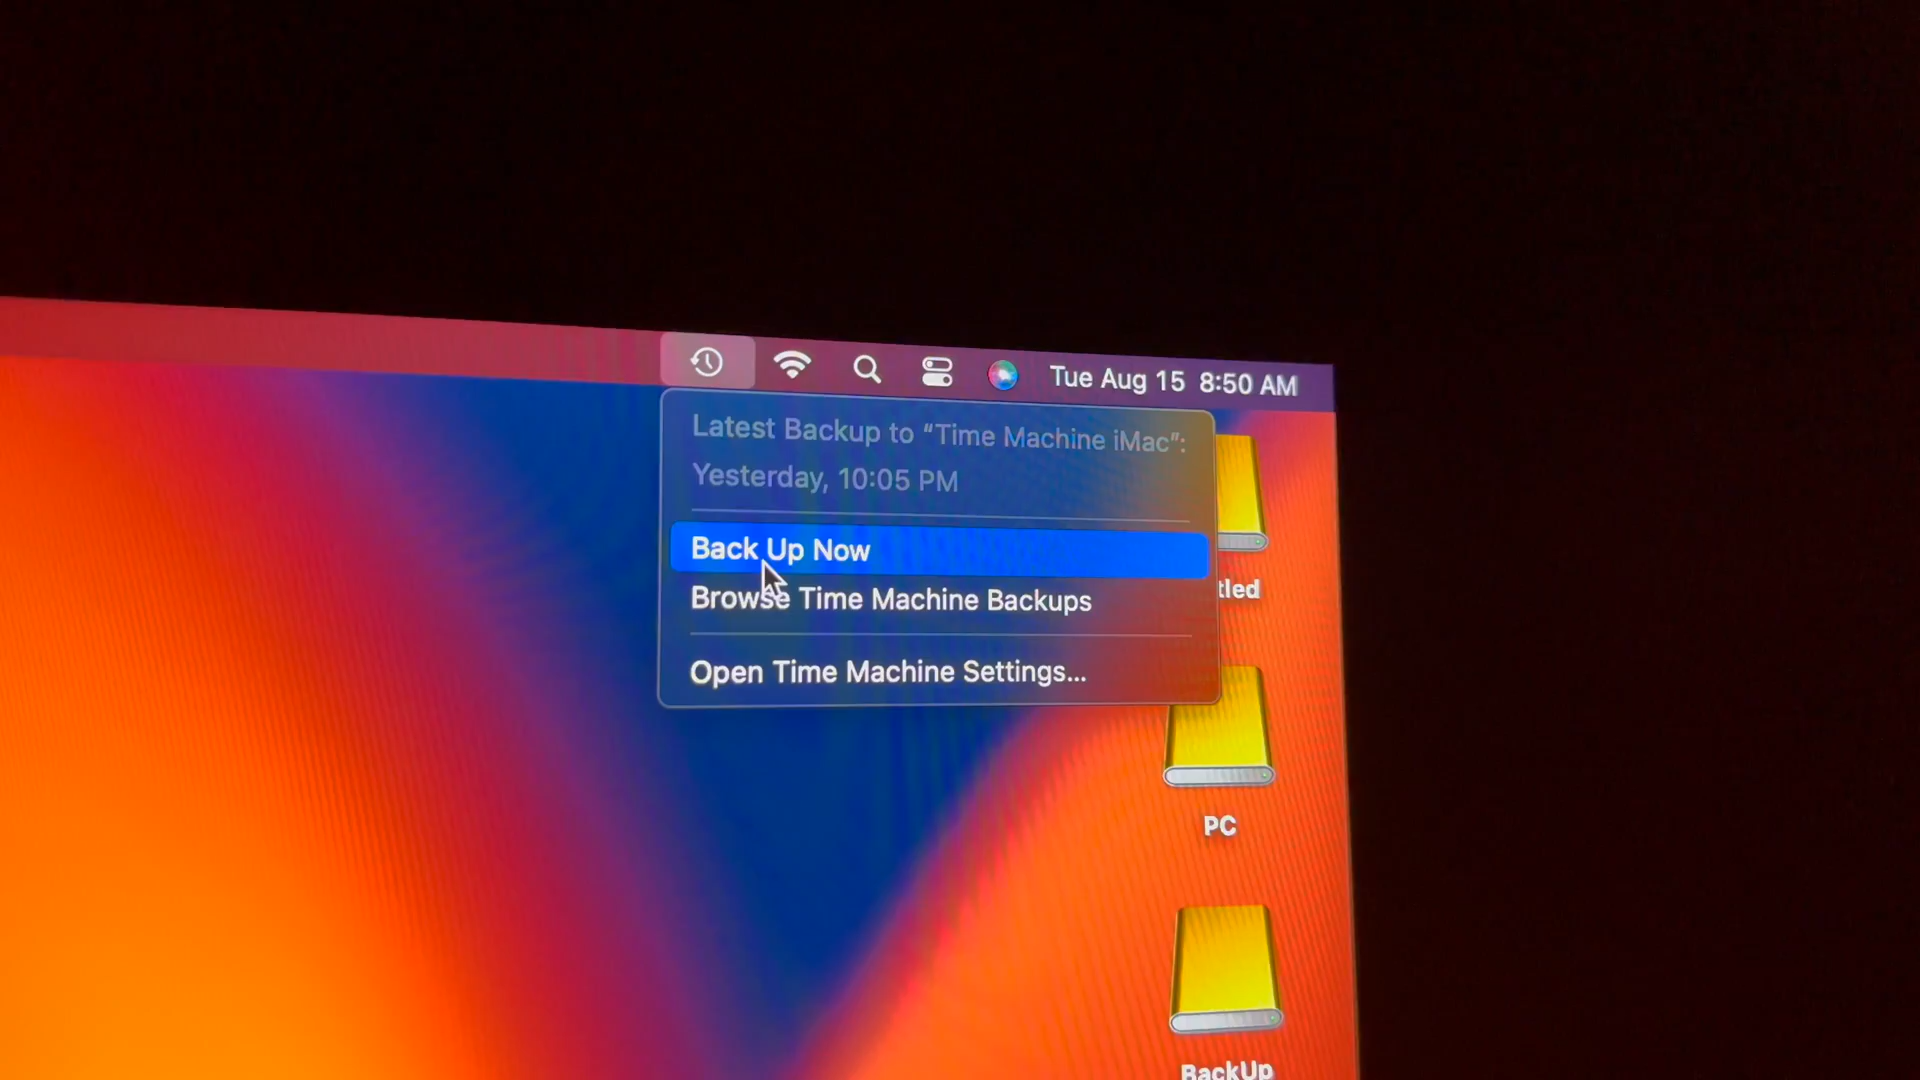 Tue Aug 15 8:50 AM
Latest Backup to “Time Machine iMac”:
Yesterday, 10:05 PM
Back Up Now
Browse Time Machine Backups
Open Time Machine Settings...
tled
PC
BackUp